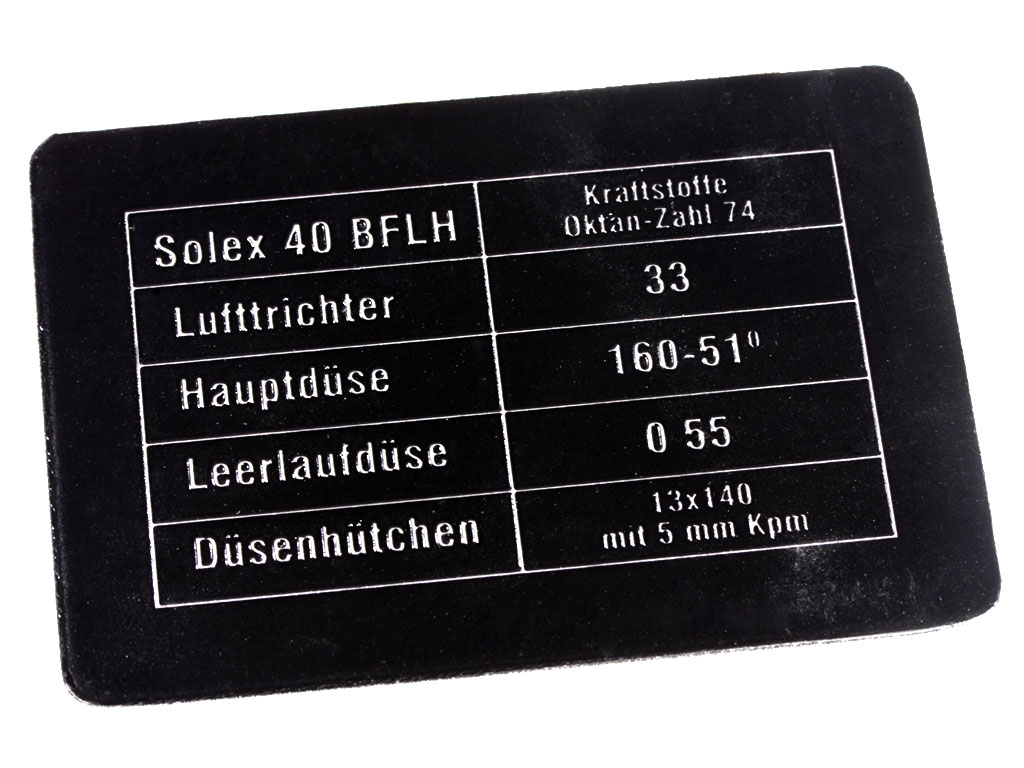 Solex 40 BFLH
Kraftstoffe
Oktan-Zahl 74
Lufttrichter
33
Hauptdüse
160-51⁰
Leerlaufdüse
0 55
Düsenhütchen
13x140
mit 5 mm Kpm